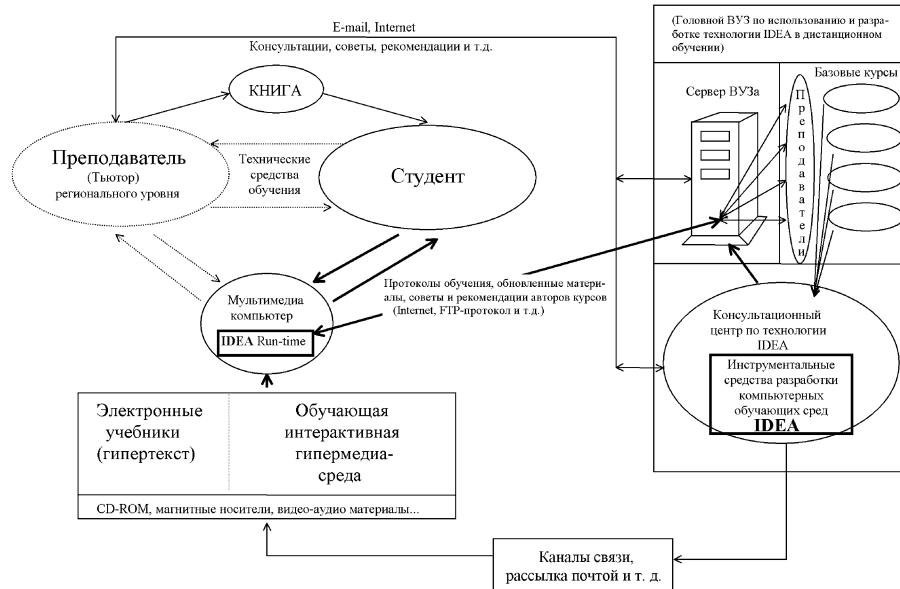 E-mail, Internet
Консультации, советы, рекомендации и т.д.
(Головной ВУЗ по использованию и разра-
ботке технологии IDEA в дистанционном
обучении)
КНИГА
Сервер ВУЗа
Преподаватели
Базовые курсы
Преподаватель
(Тьютор)
регионального уровня
Технические
средства
обучения
Студент
Протоколы обучения, обновленные матери-
алы, советы и рекомендации авторов курсов
(Internet, FTP-протокол и т.д.)
Мультимедиа
компьютер
IDEA Run-time
Консультационный
центр по технологии
IDEA
Инструментальные
средства разработки
компьютерных
обучающих сред
IDEA
Электронные
учебники
(гипертекст)
Обучающая
интерактивная
гипермедиа-
среда
CD-ROM, магнитные носители, видео-аудио материалы...
Каналы связи,
рассылка почтой и т. д.